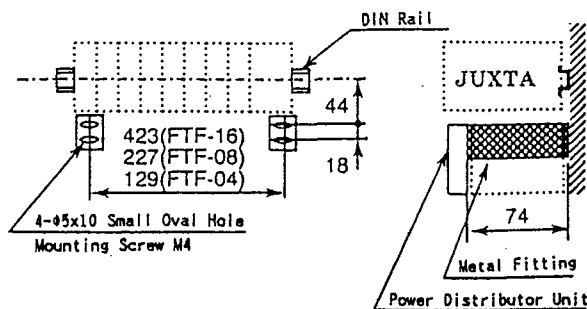 DIN Rail
JUXTA
44
423(FTF-16)
227(FTF-08)
129(FTF-04)
18
4-φ5x10 Small Oval Hole
Mounting Screw M4
74
Metal Fitting
Power Distributor Unit